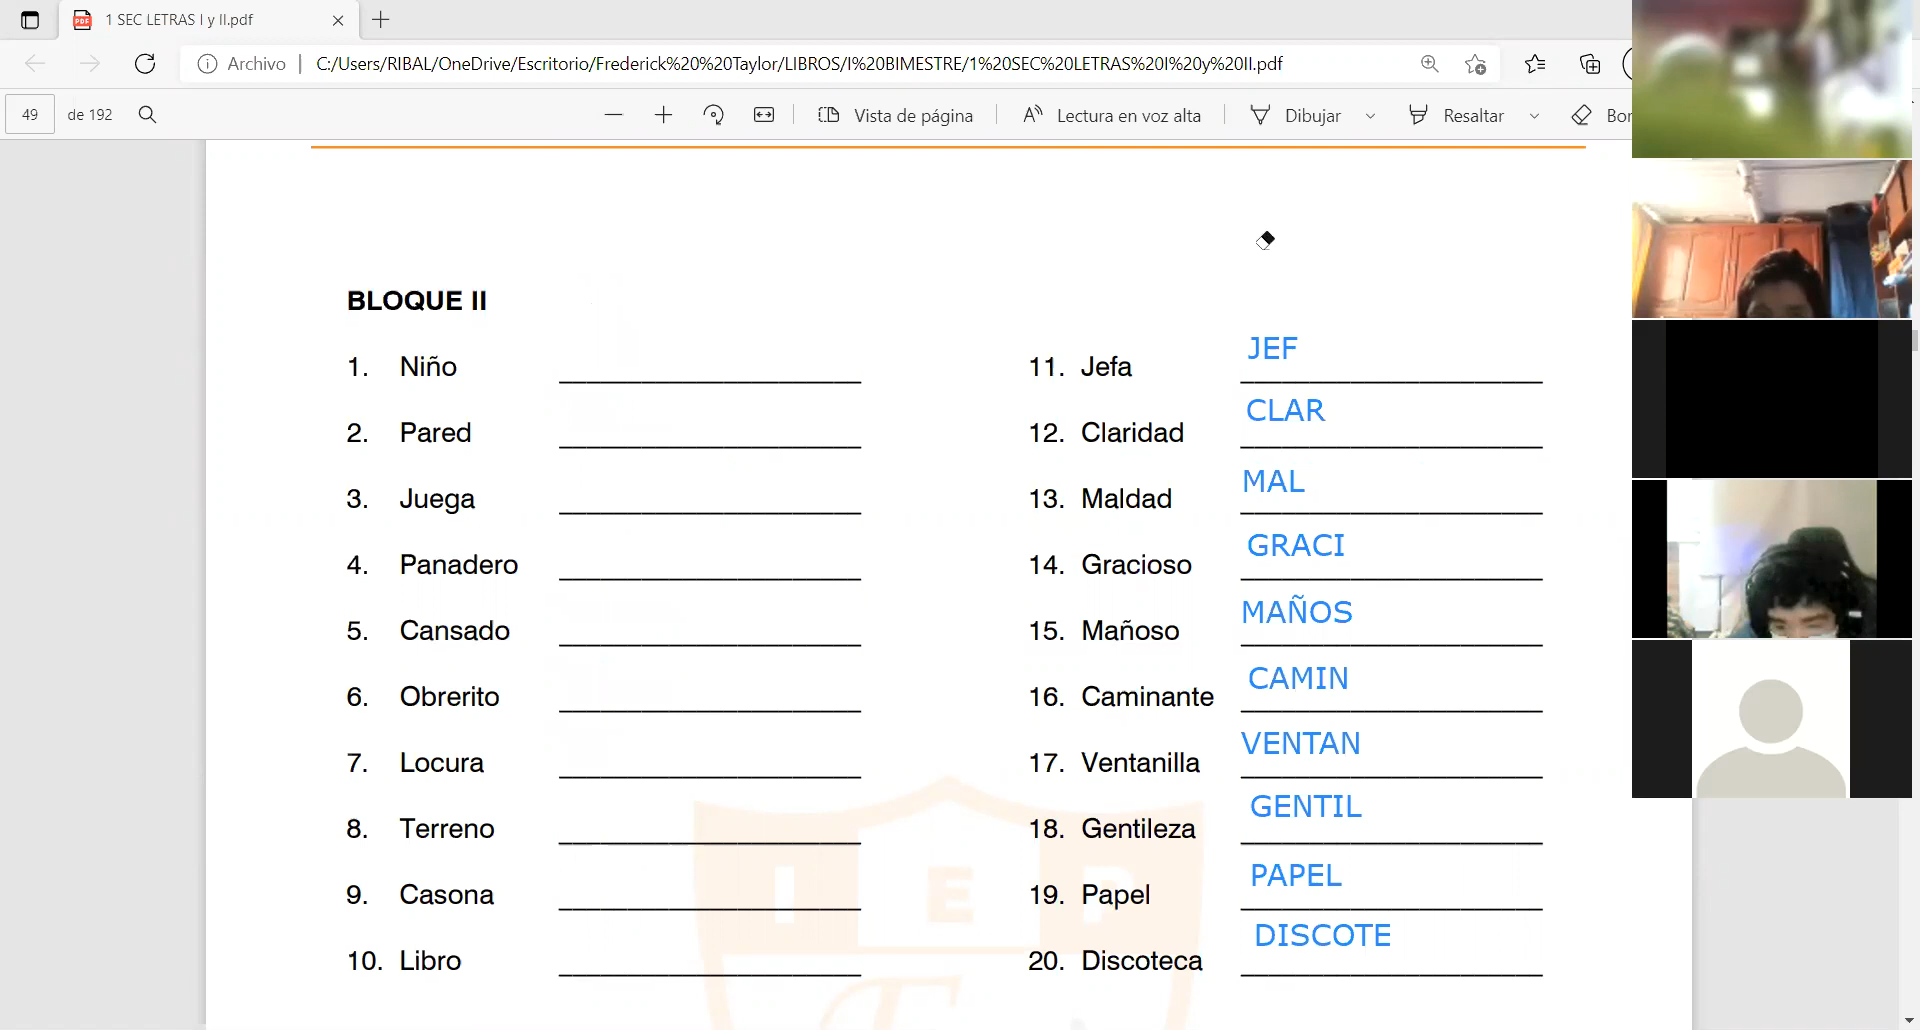 1 SEC LETRAS I y II.pdf
Archivo C:/Users/RIBAL/OneDrive/Escritorio/Frederick%20%20Taylor/LIBROS/I%20BIMESTRE/1%20SEC%20LETRAS%20I%20y%20II.pdf
49 de 192 Vista de página Lectura en voz alta Dibujar Resaltar
BLOQUE II
1. Niño
2. Pared
3. Juega
4. Panadero
5. Cansado
6. Obrerito
7. Locura
8. Terreno
9. Casona
10. Libro
11. Jefa JEF
12. Claridad CLAR
13. Maldad MAL
14. Gracioso GRACI
15. Mañoso MAÑOS
16. Caminante CAMIN
17. Ventanilla VENTAN
18. Gentileza GENTIL
19. Papel PAPEL
20. Discoteca DISCOTE
I E P